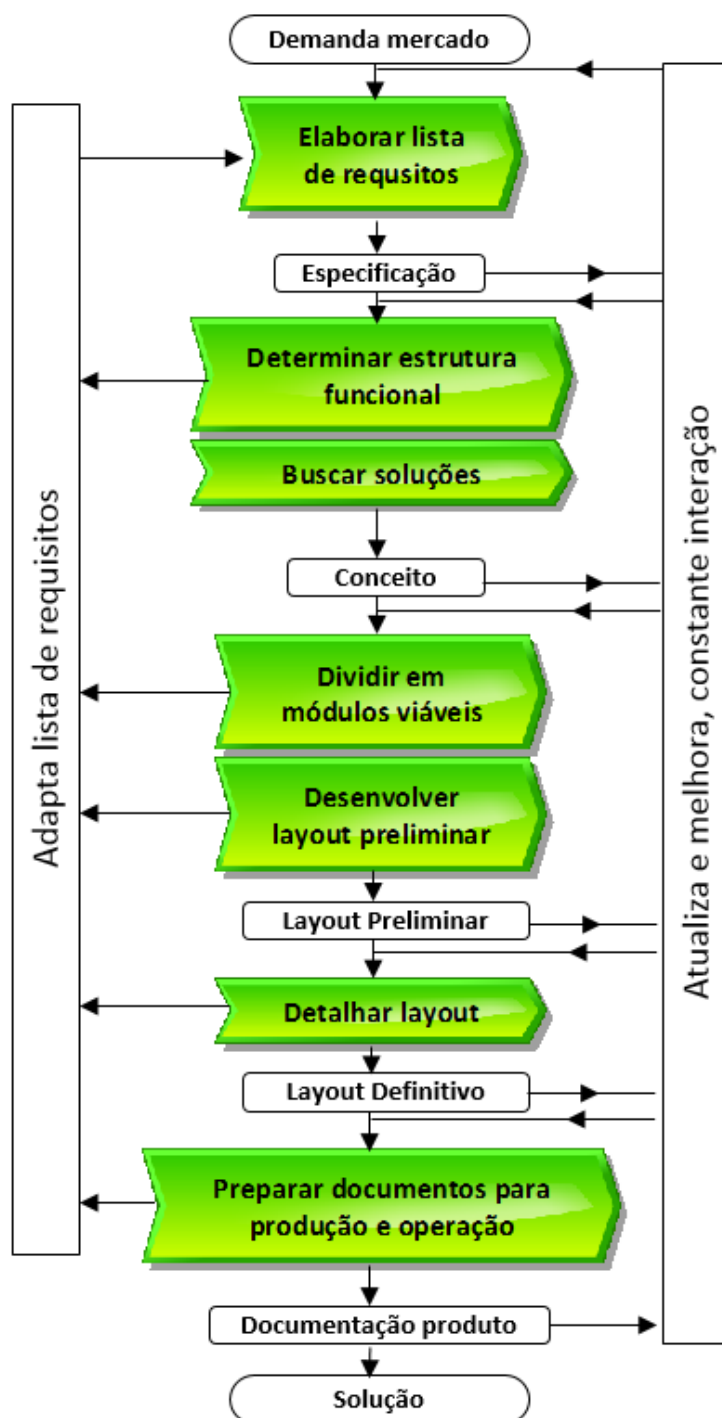 Demanda mercado
Elaborar lista
de requsitos
Especificação
Determinar estrutura
funcional
Buscar soluções
Conceito
Dividir em
módulos viáveis
Desenvolver
layout preliminar
Layout Preliminar
Detalhar layout
Layout Definitivo
Preparar documentos para
produção e operação
Documentação produto
Solução
Adapta lista de requisitos
Atualiza e melhora, constante interação